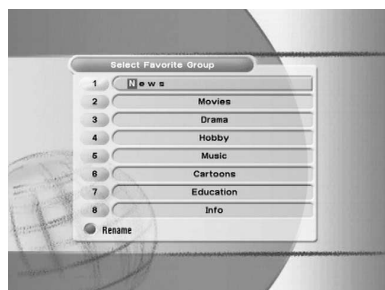 Select Favorite Group
1 News
2 Movies
3 Drama
4 Hobby
5 Music
6 Cartoons
7 Education
8 Info
Rename